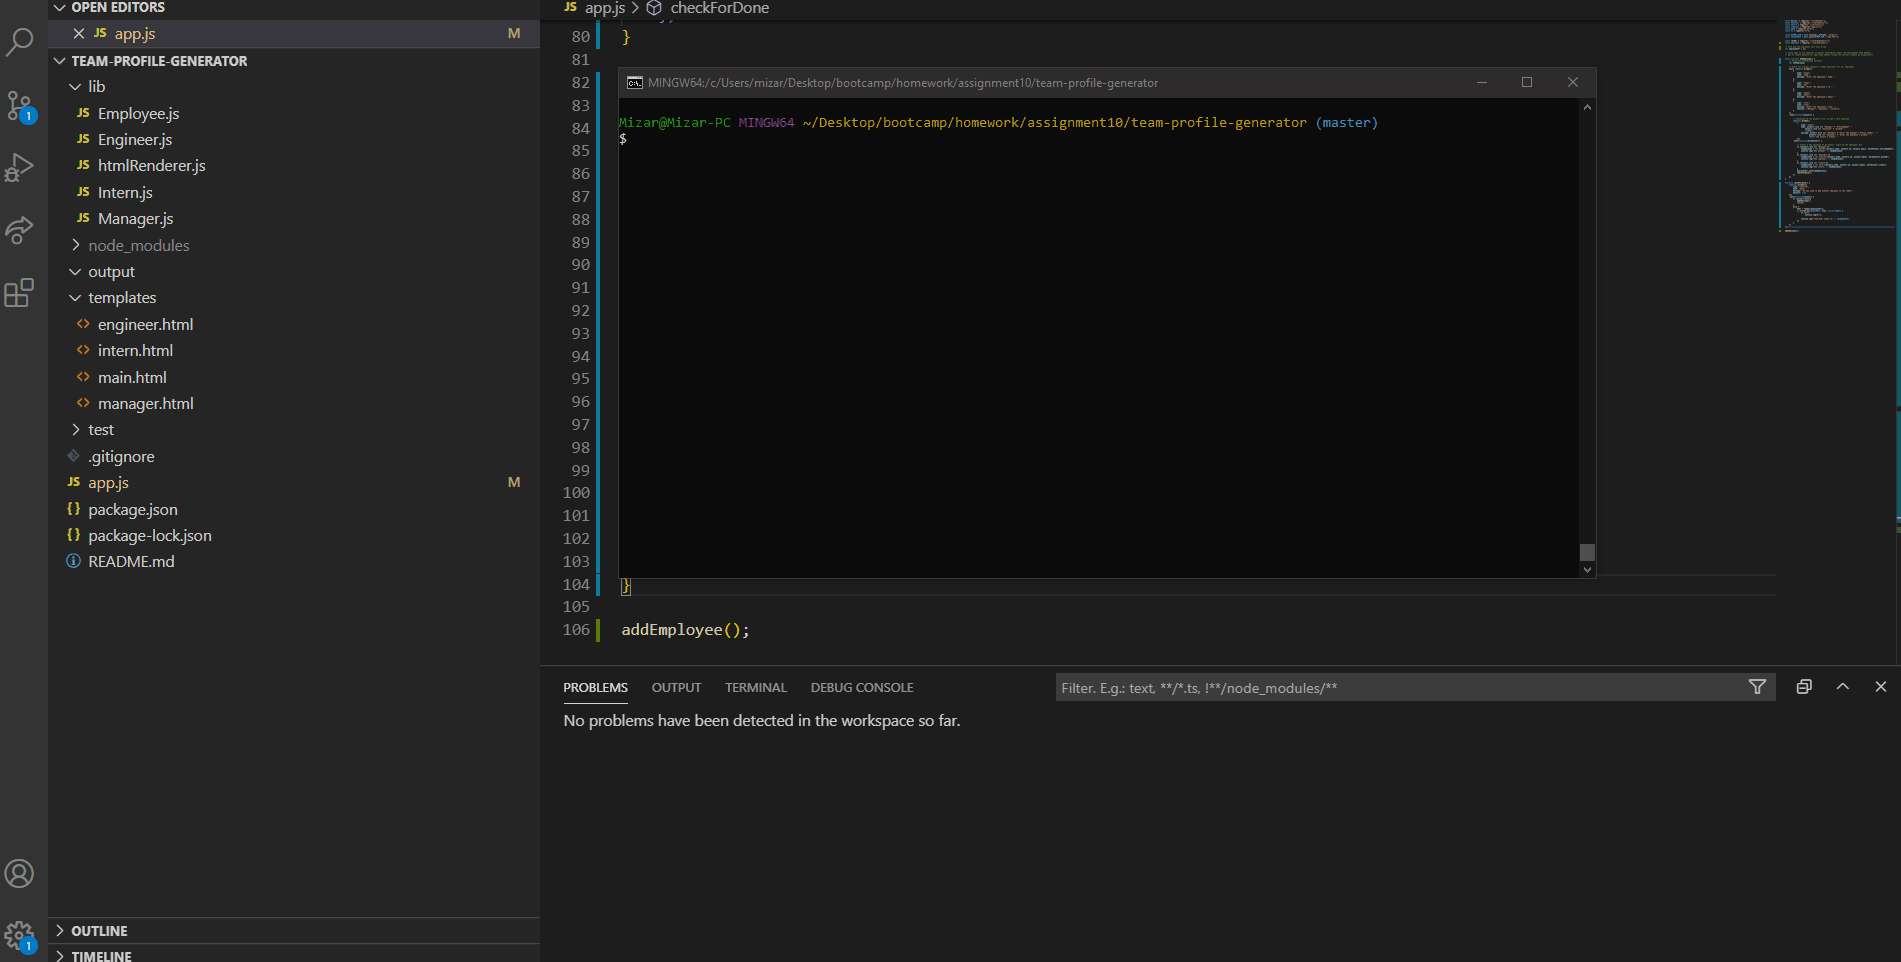 OPEN EDITORS
JS app.js M
TEAM-PROFILE-GENERATOR
lib
JS Employee.js
JS Engineer.js
JS htmlRenderer.js
JS Intern.js
JS Manager.js
node_modules
output
templates
<> engineer.html
<> intern.html
<> main.html
<> manager.html
test
.gitignore
JS app.js M
{} package.json
{} package-lock.json
README.md
OUTLINE
TIMELINE
1
1
JS app.js > checkForDone
80 }
81
82
83
84
85
86
87
88
89
90
91
92
93
94
95
96
97
98
99
100
101
102
103
104 }
105
106 addEmployee();
MINGW64:/c/Users/mizar/Desktop/bootcamp/homework/assignment10/team-profile-generator
Mizar@Mizar-PC MINGW64 ~/Desktop/bootcamp/homework/assignment10/team-profile-generator (master)
$
PROBLEMS OUTPUT TERMINAL DEBUG CONSOLE
Filter. E.g.: text, **/*.ts, !**/node_modules/**
No problems have been detected in the workspace so far.